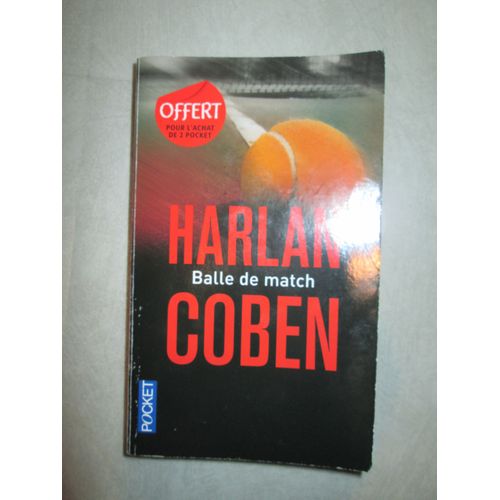 OFFERT
POUR L'ACHAT
DE 2 POCKET
HARLAN
Balle de match
COBEN
POCKET